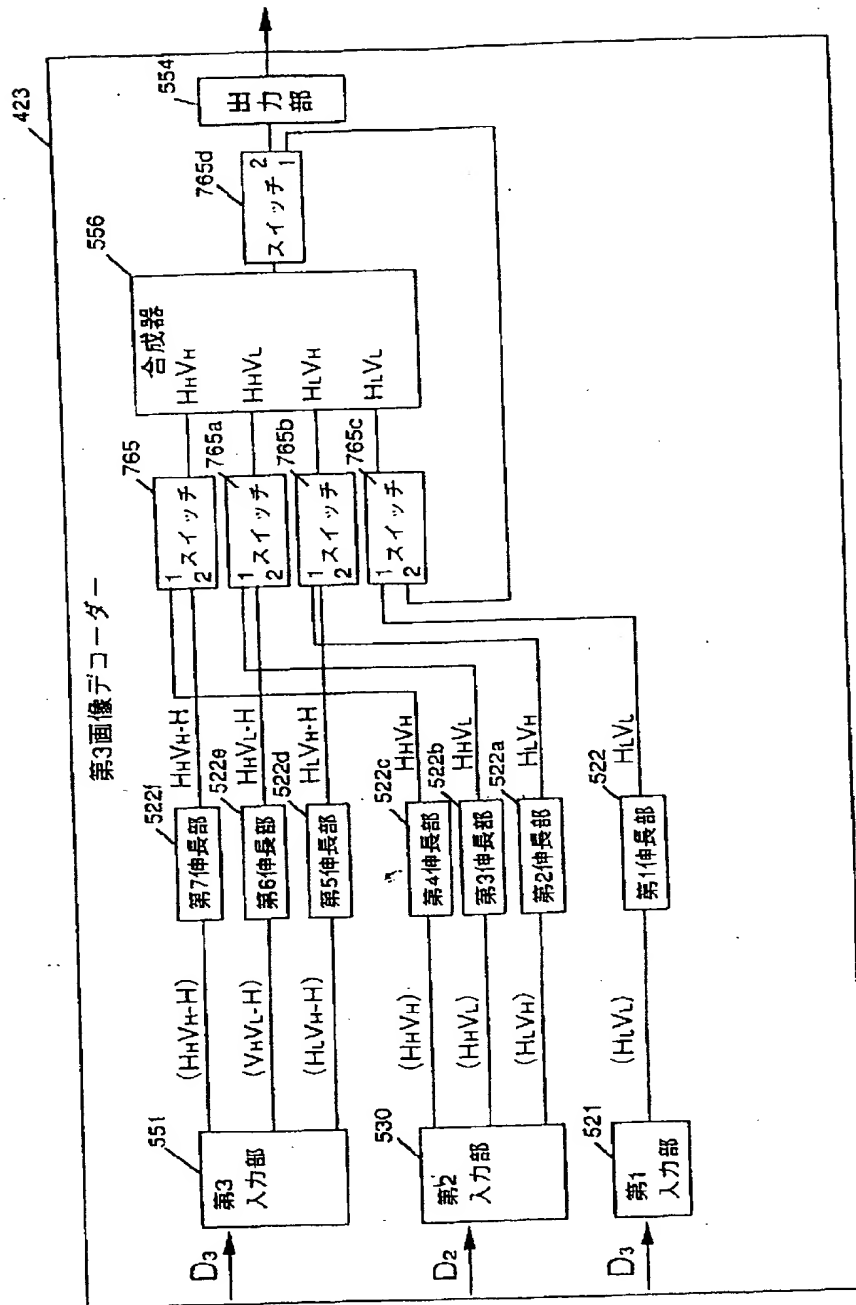 423
第3画像デコーダー
D3
551
第3
入力部
(HHVH-H)
(VHVL-H)
(HLVH-H)
522f
第7伸長部
HHVH-H
522e
第6伸長部
HHVL-H
522d
第5伸長部
HLVH-H
D2
530
第2
入力部
(HHVH)
(HHVL)
(HLVH)
522c
第4伸長部
HHVH
522b
第3伸長部
HHVL
522a
第2伸長部
HLVH
D3
521
第1
入力部
(HLVL)
522
第1伸長部
HLVL
765
1
2
スイッチ
765a
1
2
スイッチ
765b
1
2
スイッチ
765c
1
2
スイッチ
556
合成器
HHVH
HHVL
HLVH
HLVL
765d
スイッチ
2
1
554
出力部